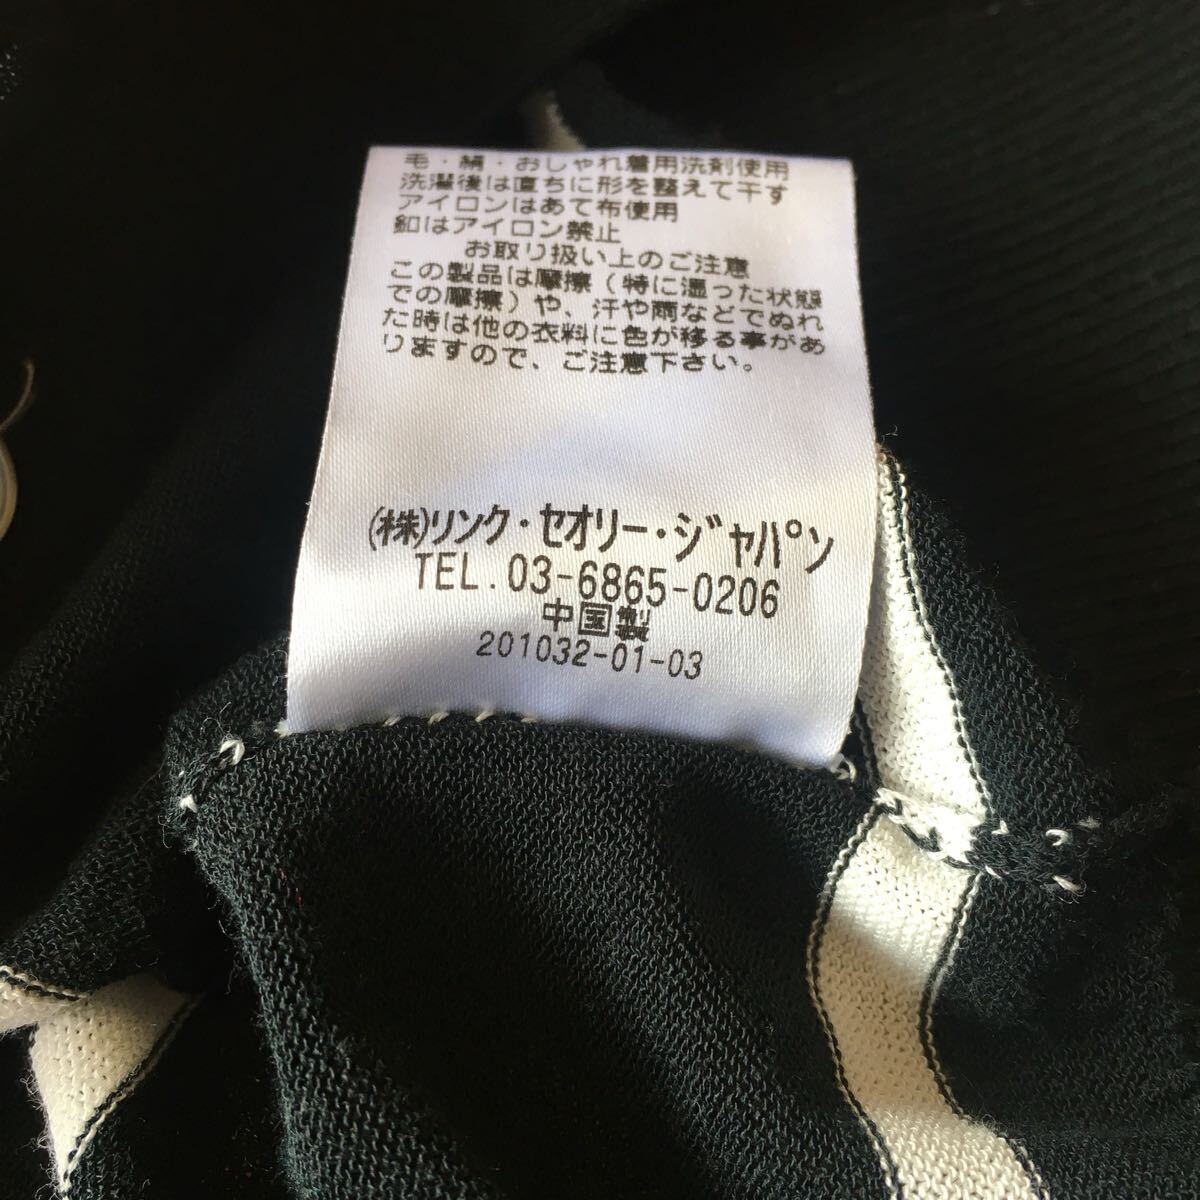 毛・絹・おしゃれ着用洗剤使用
洗濯後は直ちに形を整えて干す
アイロンはあて布使用
釦はアイロン禁止
お取り扱い上のご注意
この製品は摩擦（特に湿った状態
での摩擦）や、汗や雨などでぬれ
た時は他の衣料に色が移る事があ
りますので、ご注意下さい。
(株)リンク・セオリー・ジャパン
TEL.03-6865-0206
中国製
201032-01-03